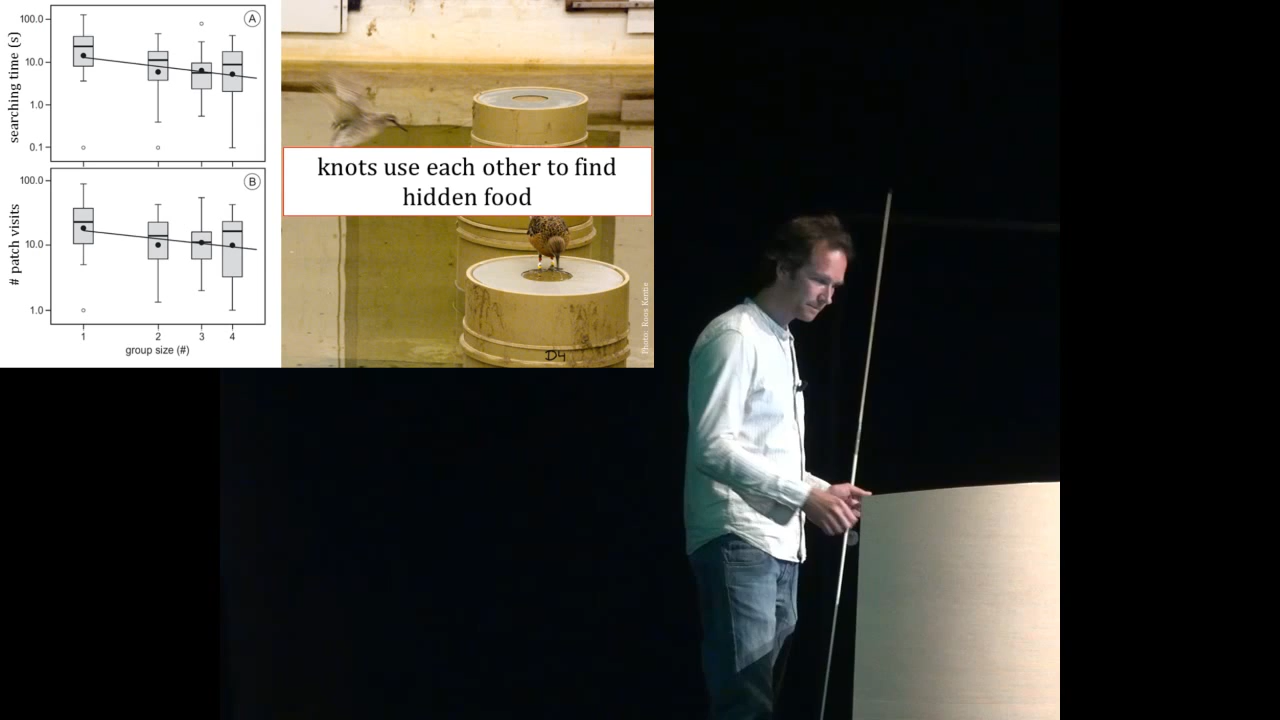 A
100.0
10.0
1.0
0.1
searching time (s)
B
100.0
10.0
1.0
# patch visits
1 2 3 4
group size (#)
knots use each other to find
hidden food
D4
Photo: Roos Kentie